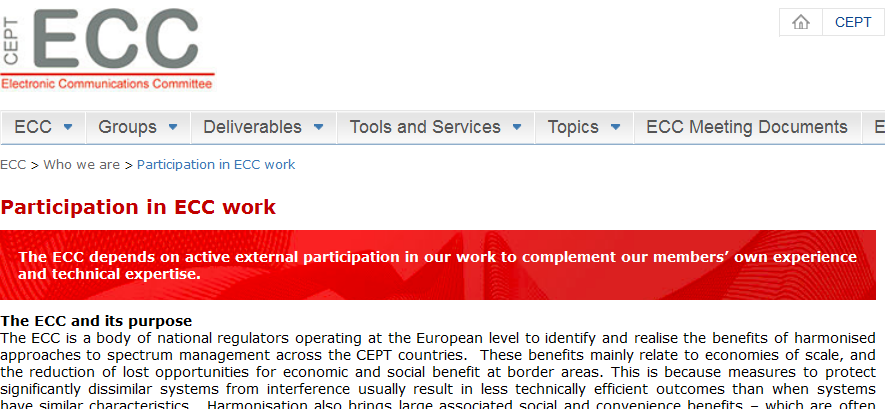 CEPT
ECC
Electronic Communications Committee
CEPT
ECC Groups Deliverables Tools and Services Topics ECC Meeting Documents E
ECC > Who we are > Participation in ECC work
Participation in ECC work
The ECC depends on active external participation in our work to complement our members’ own experience
and technical expertise.
The ECC and its purpose
The ECC is a body of national regulators operating at the European level to identify and realise the benefits of harmonised
approaches to spectrum management across the CEPT countries. These benefits mainly relate to economies of scale, and
the reduction of lost opportunities for economic and social benefit at border areas. This is because measures to protect
significantly dissimilar systems from interference usually result in less technically efficient outcomes than when systems
have similar characteristics. Harmonisation also brings large associated social and convenience benefits – which are often